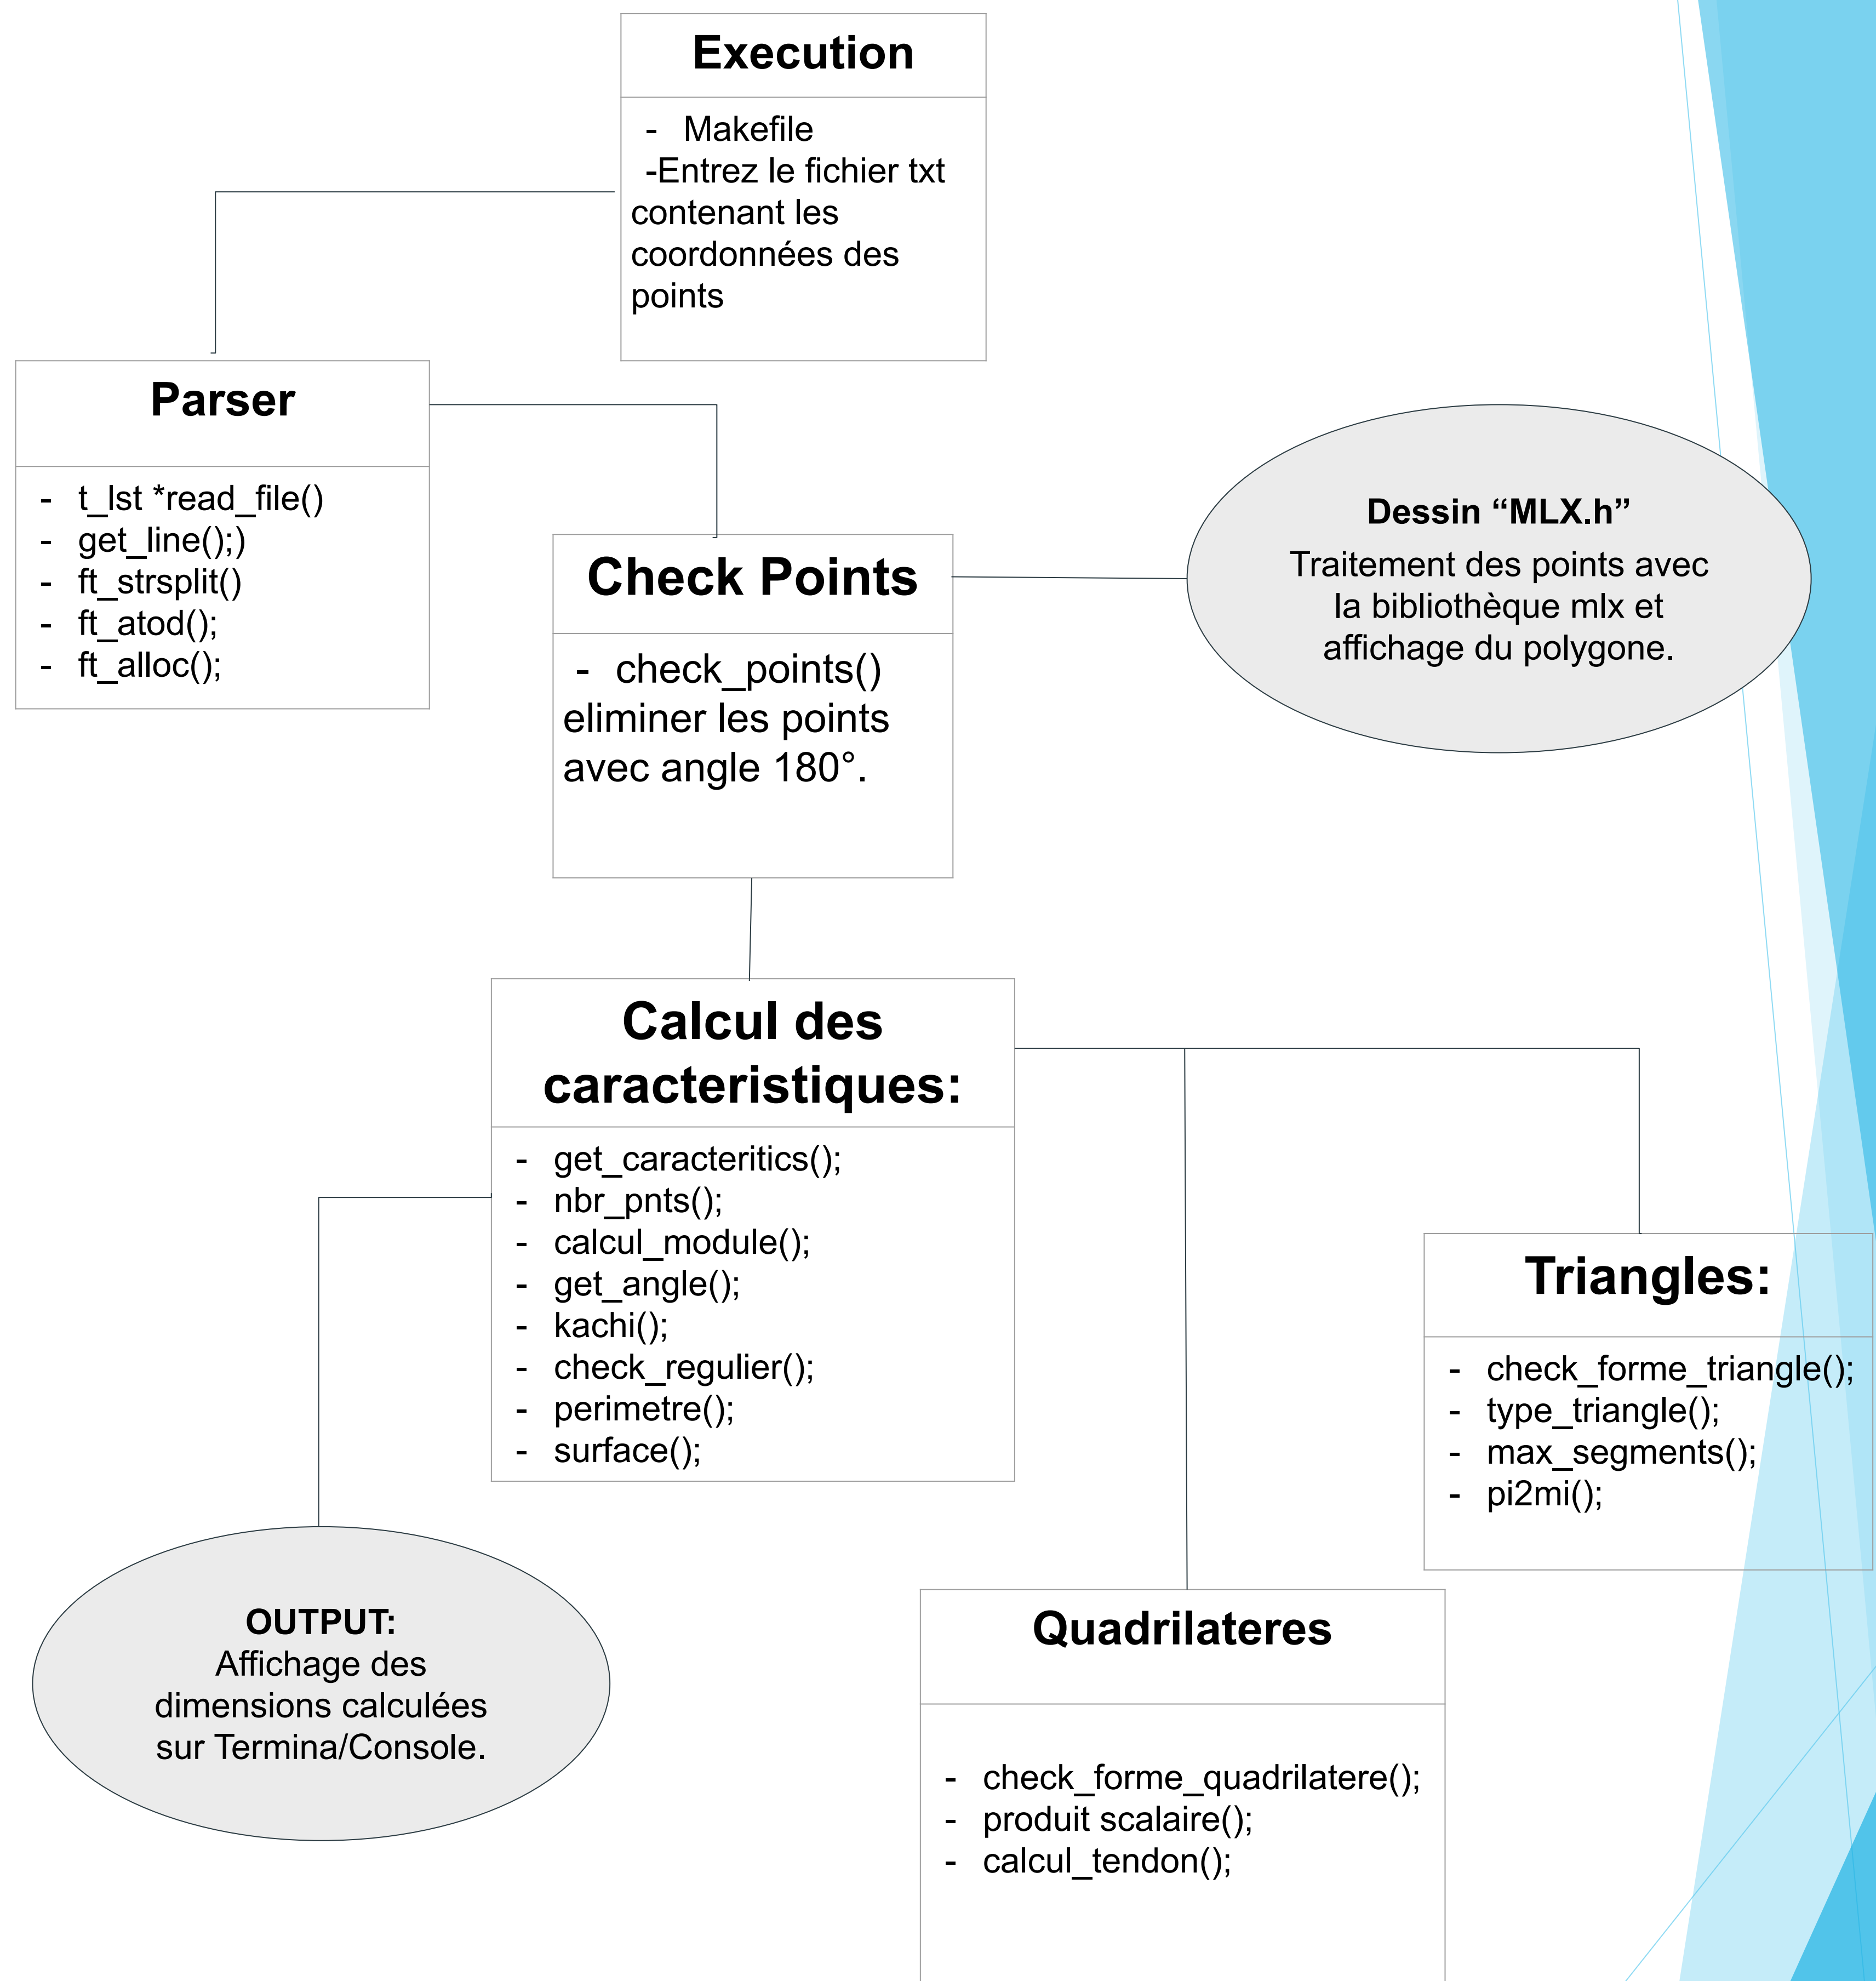 Execution
- Makefile
-Entrez le fichier txt
contenant les
coordonnées des
points
Parser
- t_lst *read_file()
- get_line();)
- ft_strsplit()
- ft_atod();
- ft_alloc();
Check Points
- check_points()
eliminer les points
avec angle 180°.
Dessin “MLX.h”
Traitement des points avec
la bibliothèque mlx et
affichage du polygone.
Calcul des
caracteristiques:
- get_caracteritics();
- nbr_pnts();
- calcul_module();
- get_angle();
- kachi();
- check_regulier();
- perimetre();
- surface();
Triangles:
- check_forme_triangle();
- type_triangle();
- max_segments();
- pi2mi();
OUTPUT:
Affichage des
dimensions calculées
sur Termina/Console.
Quadrilateres
- check_forme_quadrilatere();
- produit scalaire();
- calcul_tendon();